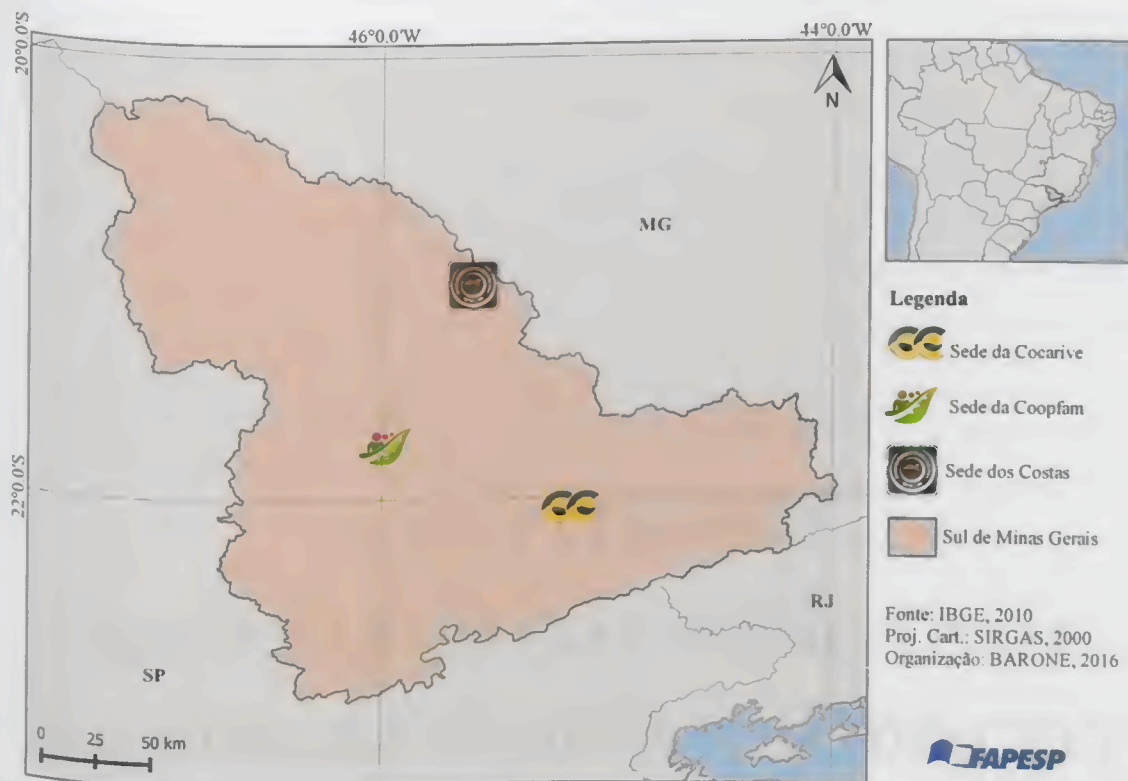 46°0.0'W
44°0.0'W
20°0.0'S
N
MG
22°0.0'S
RJ
SP
0 25 50 km
Legenda
Sede da Cocarive
Sede da Coopfam
Sede dos Costas
Sul de Minas Gerais
Fonte: IBGE, 2010
Proj. Cart.: SIRGAS, 2000
Organização: BARONE, 2016
FAPESP